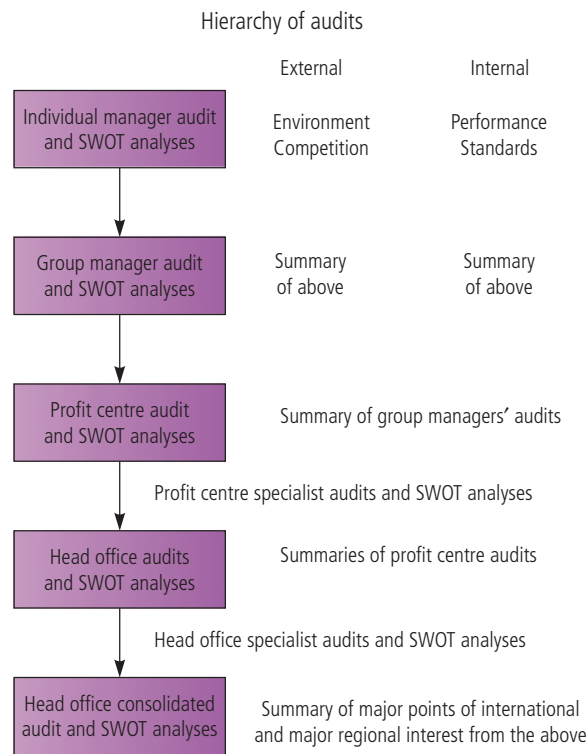 Hierarchy of audits
External
Internal
Individual manager audit
and SWOT analyses
Environment
Competition
Performance
Standards
Group manager audit
and SWOT analyses
Summary
of above
Summary
of above
Profit centre audit
and SWOT analyses
Summary of group managers′ audits
Profit centre specialist audits and SWOT analyses
Head office audits
and SWOT analyses
Summaries of profit centre audits
Head office specialist audits and SWOT analyses
Head office consolidated
audit and SWOT analyses
Summary of major points of international
and major regional interest from the above